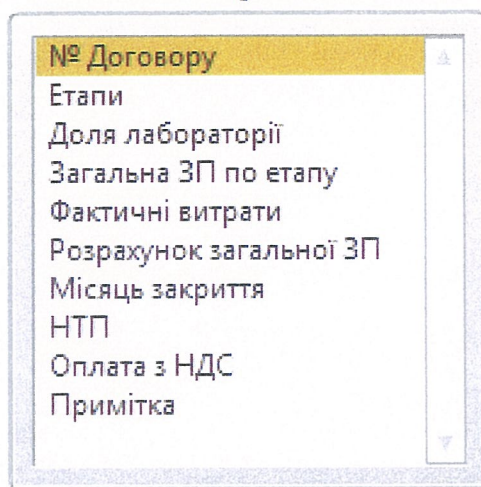 № Договору
Етапи
Доля лабораторії
Загальна ЗП по етапу
Фактичні витрати
Розрахунок загальної ЗП
Місяць закриття
НТП
Оплата з НДС
Примітка